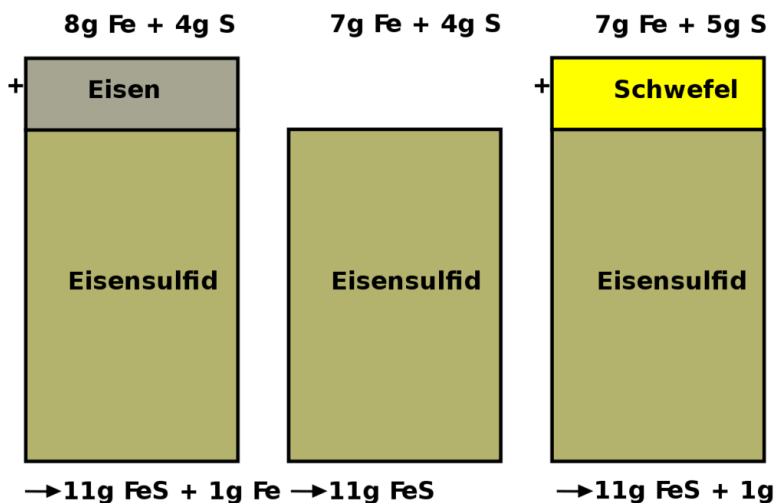 8g Fe + 4g S
7g Fe + 4g S
7g Fe + 5g S
+
Eisen
+
Schwefel
Eisensulfid
Eisensulfid
Eisensulfid
→11g FeS + 1g Fe
→11g FeS
→11g FeS + 1g